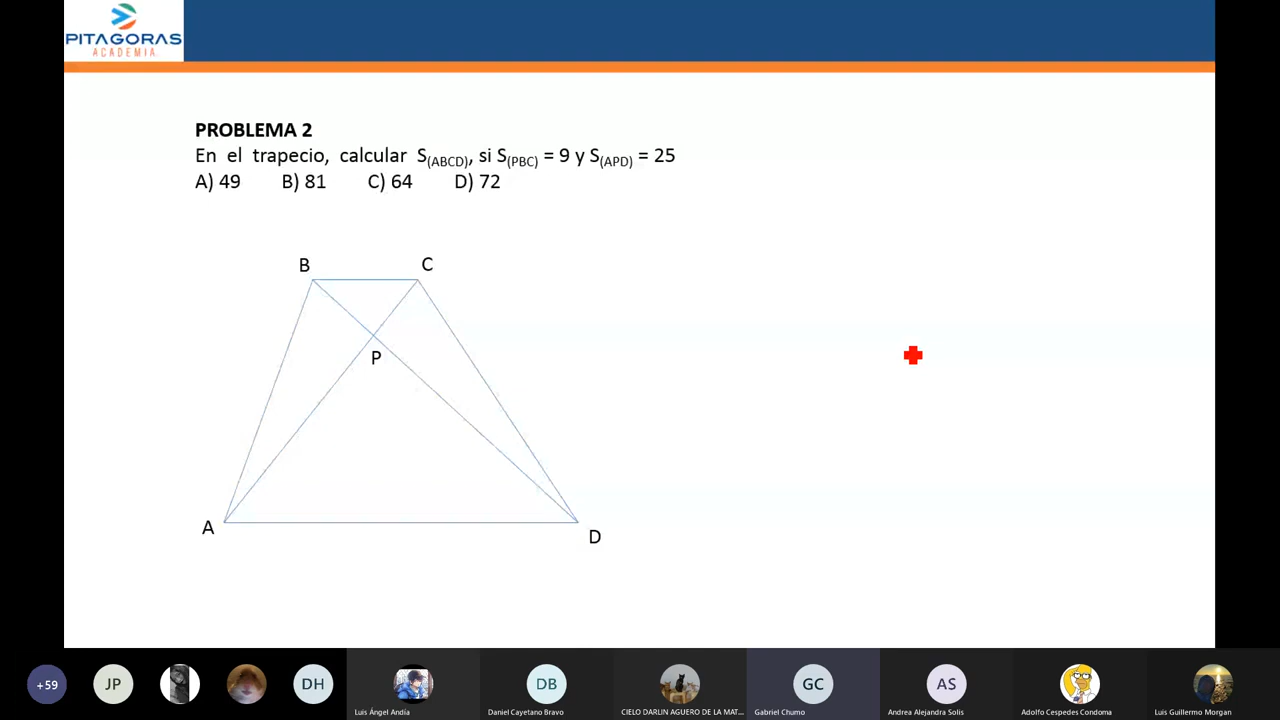 PITAGORAS
ACADEMIA
PROBLEMA 2
En el trapecio, calcular S(ABCD), si S(PBC) = 9 y S(APD) = 25
A) 49 B) 81 C) 64 D) 72
B
C
P
A
D
+59
JP
DH
DB
GC
AS
Luis Ángel Andía
Daniel Cayetano Bravo
CIELO DARLIN AGUERO DE LA MAT...
Gabriel Chumo
Andrea Alejandra Solis
Adolfo Cespedes Condoma
Luis Guillermo Morgan